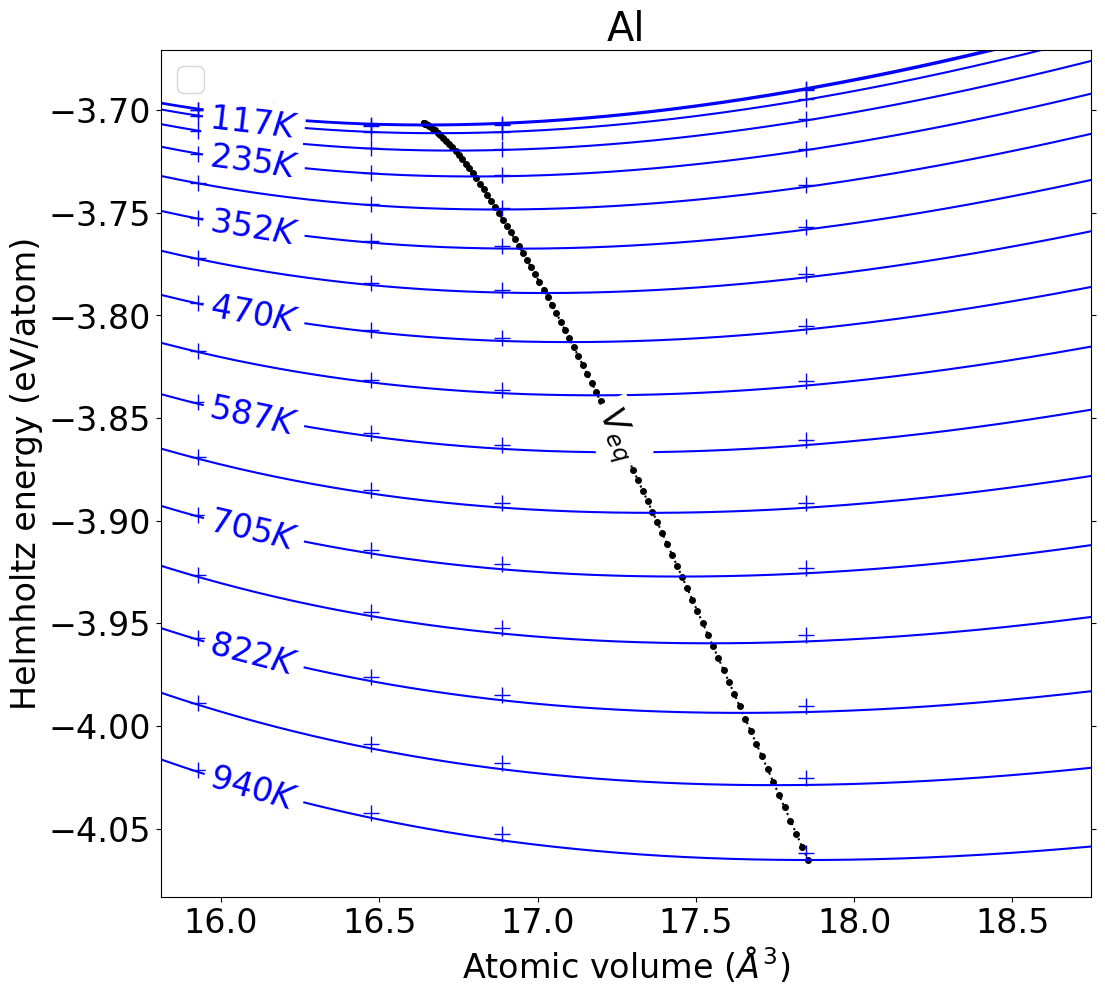 Al
Helmholtz energy (eV/atom)
−3.70
−3.75
−3.80
−3.85
−3.90
−3.95
−4.00
−4.05
117K
235K
352K
470K
587K
705K
822K
940K
Veq
16.0 16.5 17.0 17.5 18.0 18.5
Atomic volume (Å³)